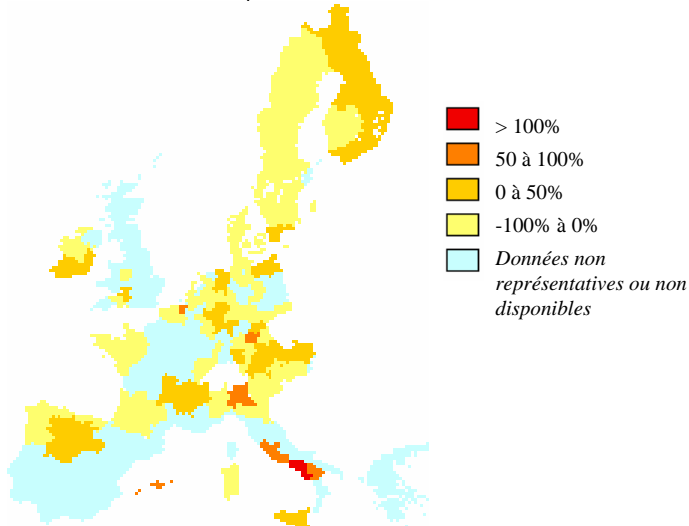 > 100%
50 à 100%
0 à 50%
-100% à 0%
Données non
représentatives ou non
disponibles